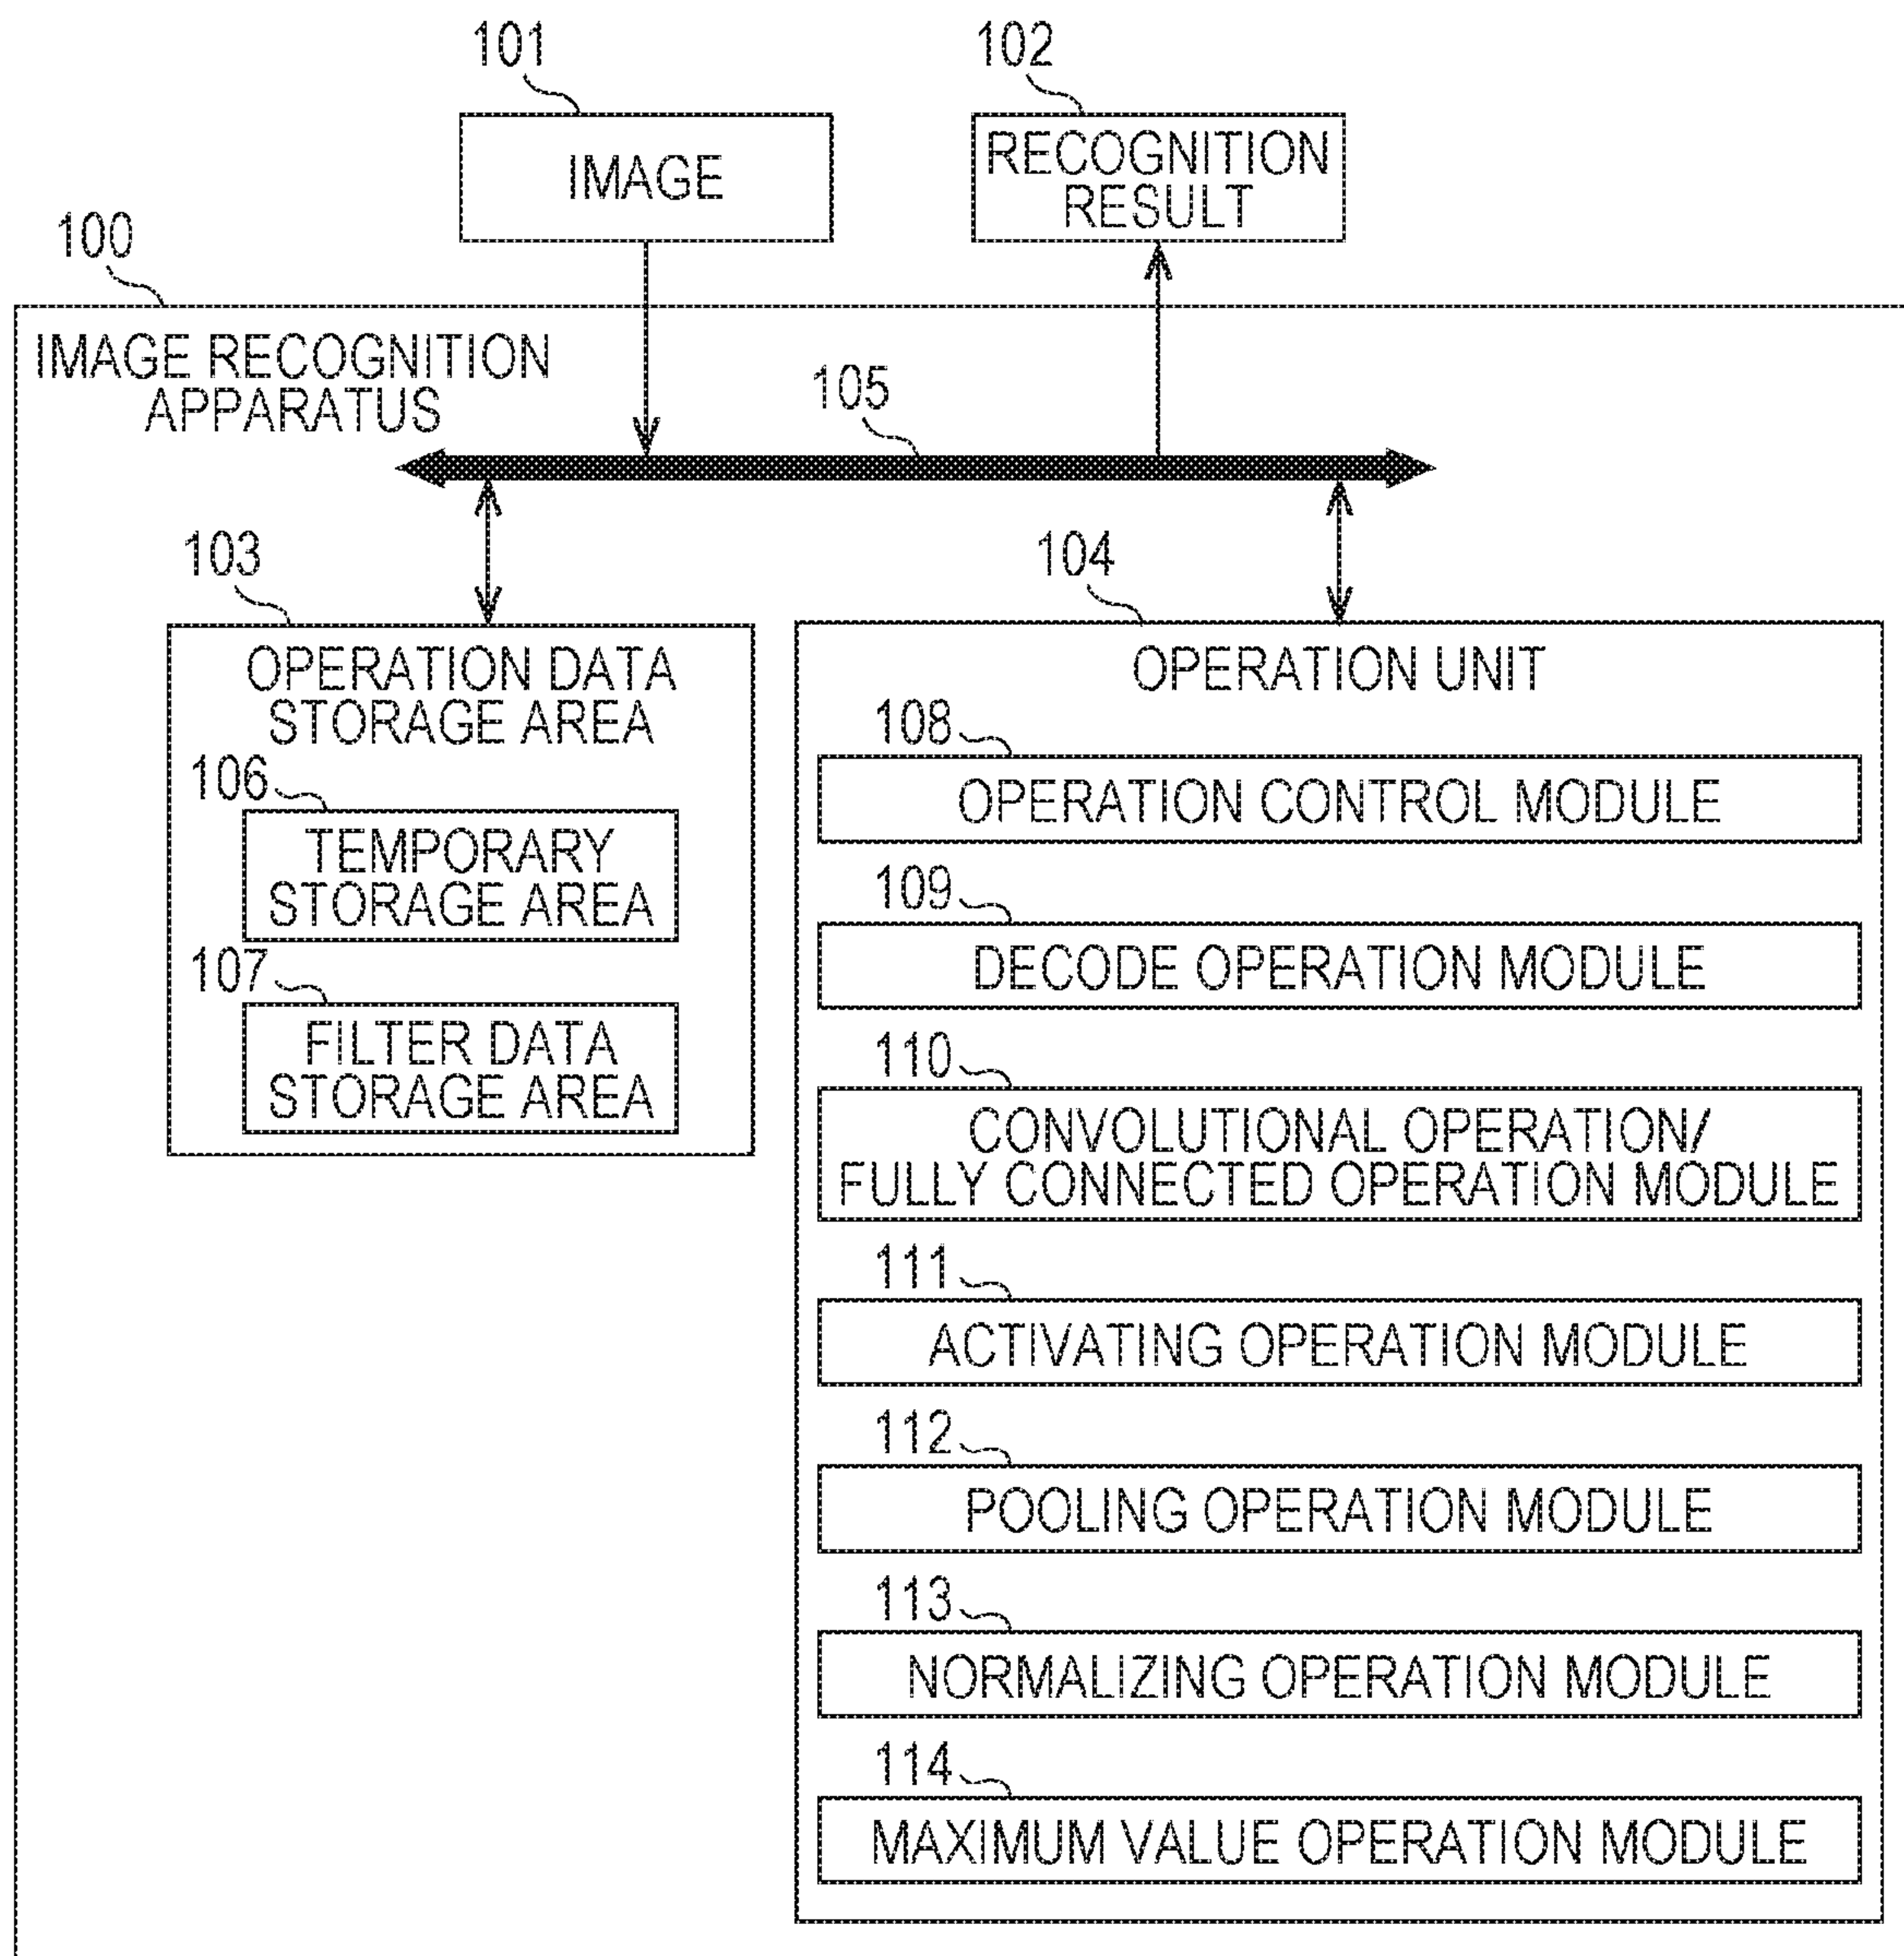 101
102
IMAGE
RECOGNITION
RESULT
100
IMAGE RECOGNITION
APPARATUS
105
103
104
OPERATION DATA
STORAGE AREA
106
TEMPORARY
STORAGE AREA
107
FILTER DATA
STORAGE AREA
OPERATION UNIT
108
OPERATION CONTROL MODULE
109
DECODE OPERATION MODULE
110
CONVOLUTIONAL OPERATION/
FULLY CONNECTED OPERATION MODULE
111
ACTIVATING OPERATION MODULE
112
POOLING OPERATION MODULE
113
NORMALIZING OPERATION MODULE
114
MAXIMUM VALUE OPERATION MODULE